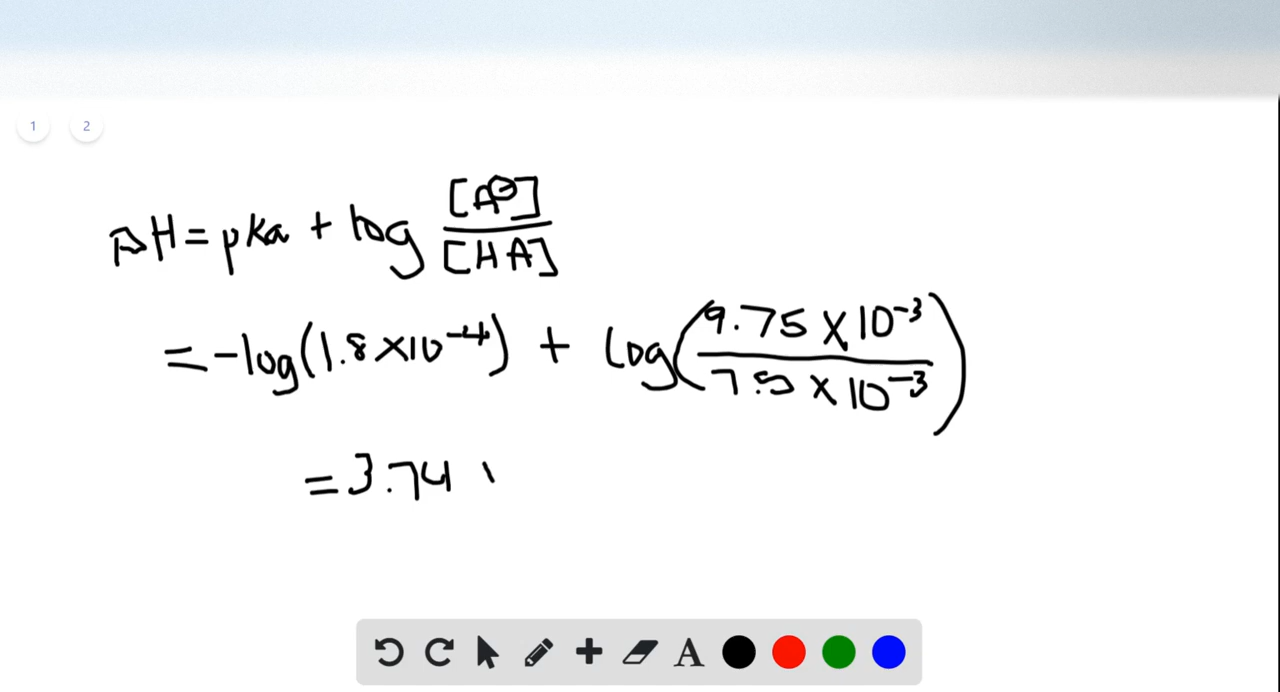 1 2
pH = pka + log [A⊖] / [HA]
= -log(1.8 x 10^-4) + log(9.75 x 10^-3 / 7.5 x 10^-3)
= 3.74
A